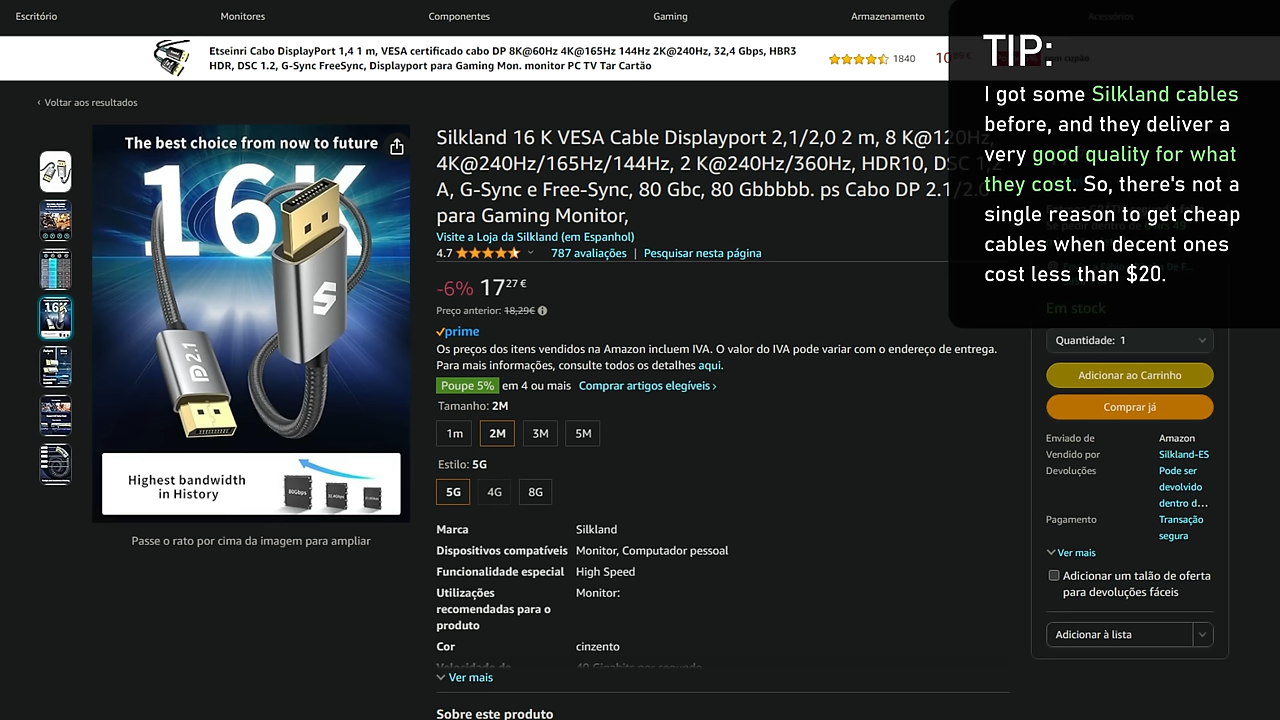 Escritório
Monitores
Componentes
Gaming
Armazenamento
Acessórios
Etseinri Cabo DisplayPort 1,4 1 m, VESA certificado cabo DP 8K@60Hz 4K@165Hz 144Hz 2K@240Hz, 32,4 Gbps, HBR3
HDR, DSC 1.2, G-Sync FreeSync, Displayport para Gaming Mon. monitor PC TV Tar Cartão
1840
‹ Voltar aos resultados
The best choice from now to future
16K
DP 2.1
Highest bandwidth
in History
80Gbps
Passe o rato por cima da imagem para ampliar
Silkland 16 K VESA Cable Displayport 2,1/2,0 2 m, 8 K@120Hz,
4K@240Hz/165Hz/144Hz, 2 K@240Hz/360Hz, HDR10, DSC 1,2
A, G-Sync e Free-Sync, 80 Gbc, 80 Gbbbbb. ps Cabo DP 2.1/2.0
para Gaming Monitor,
Visite a Loja da Silkland (em Espanhol)
4.7 787 avaliações | Pesquisar nesta página
-6% 17,27€
Preço anterior: 18,29€
prime
Os preços dos itens vendidos na Amazon incluem IVA. O valor do IVA pode variar com o endereço de entrega.
Para mais informações, consulte todos os detalhes aqui.
Poupe 5% em 4 ou mais Comprar artigos elegíveis ›
Tamanho: 2M
1m 2M 3M 5M
Estilo: 5G
5G 4G 8G
Marca Silkland
Dispositivos compatíveis Monitor, Computador pessoal
Funcionalidade especial High Speed
Utilizações Monitor:
recomendadas para o
produto
Cor cinzento
Velocidade de 40 Gigabits por segundo
Ver mais
Sobre este produto
TIP:
I got some Silkland cables
before, and they deliver a
very good quality for what
they cost. So, there's not a
single reason to get cheap
cables when decent ones
cost less than $20.
Em stock
Quantidade: 1
Adicionar ao Carrinho
Comprar já
Enviado de Amazon
Vendido por Silkland-ES
Devoluções Pode ser
devolvido
dentro d…
Pagamento Transação
segura
Ver mais
Adicionar um talão de oferta
para devoluções fáceis
Adicionar à lista